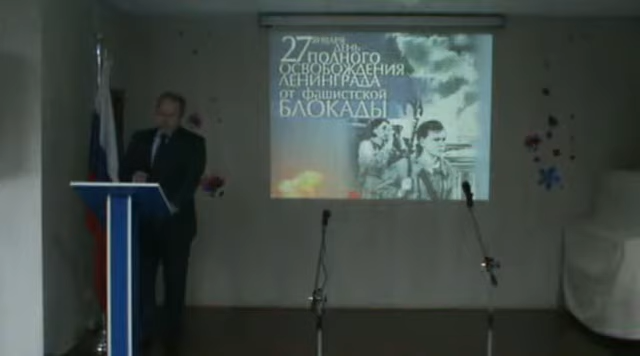 27 ЯНВАРЯ
ДЕНЬ
ПОЛНОГО
ОСВОБОЖДЕНИЯ
ЛЕНИНГРАДА
ОТ ФАШИСТСКОЙ
БЛОКАДЫ